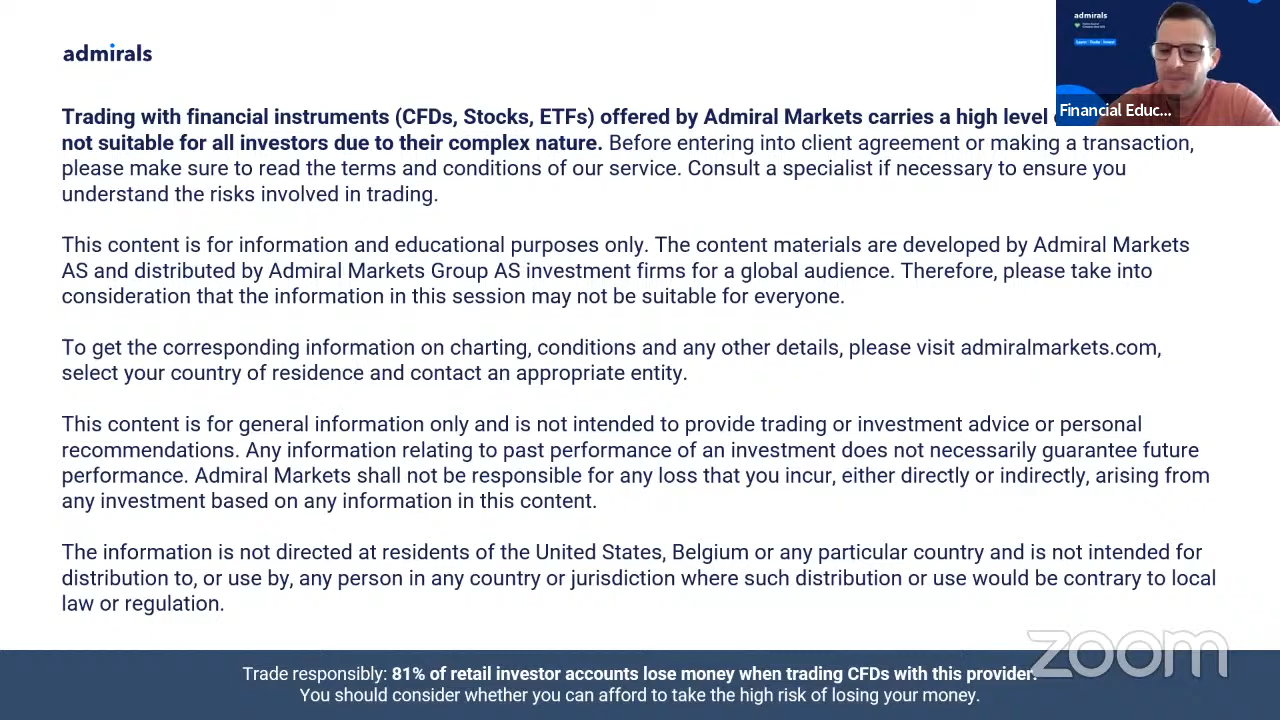 admirals
admirals
Financial Educ...
Trading with financial instruments (CFDs, Stocks, ETFs) offered by Admiral Markets carries a high level
not suitable for all investors due to their complex nature. Before entering into client agreement or making a transaction,
please make sure to read the terms and conditions of our service. Consult a specialist if necessary to ensure you
understand the risks involved in trading.
This content is for information and educational purposes only. The content materials are developed by Admiral Markets
AS and distributed by Admiral Markets Group AS investment firms for a global audience. Therefore, please take into
consideration that the information in this session may not be suitable for everyone.
To get the corresponding information on charting, conditions and any other details, please visit admiralmarkets.com,
select your country of residence and contact an appropriate entity.
This content is for general information only and is not intended to provide trading or investment advice or personal
recommendations. Any information relating to past performance of an investment does not necessarily guarantee future
performance. Admiral Markets shall not be responsible for any loss that you incur, either directly or indirectly, arising from
any investment based on any information in this content.
The information is not directed at residents of the United States, Belgium or any particular country and is not intended for
distribution to, or use by, any person in any country or jurisdiction where such distribution or use would be contrary to local
law or regulation.
zoom
Trade responsibly: 81% of retail investor accounts lose money when trading CFDs with this provider.
You should consider whether you can afford to take the high risk of losing your money.